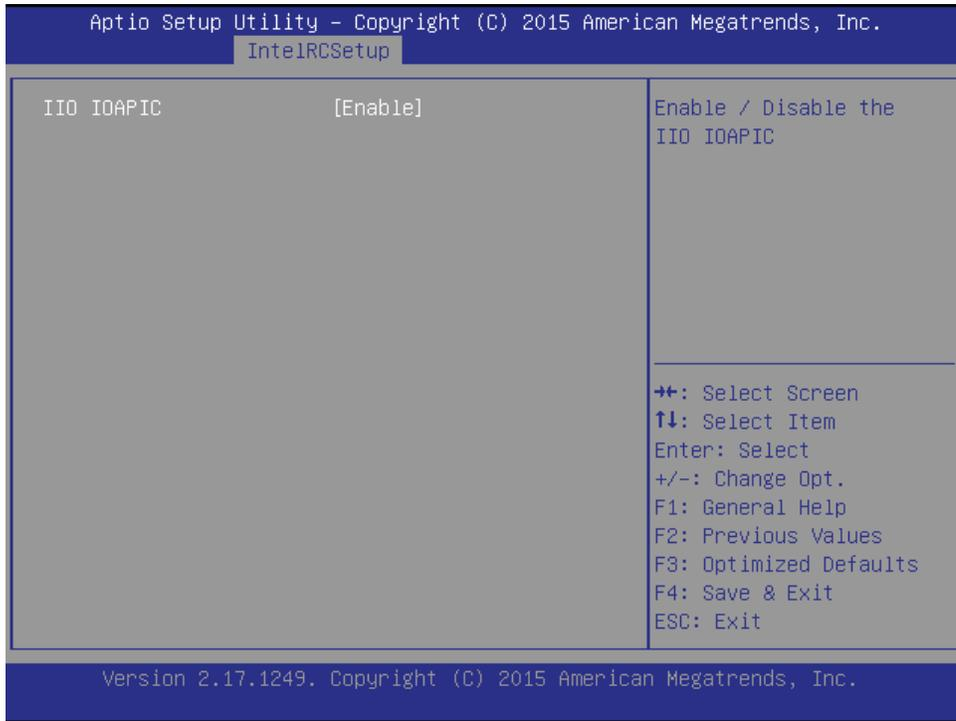 Aptio Setup Utility – Copyright (C) 2015 American Megatrends, Inc.
IntelRCSetup
IIO IOAPIC [Enable]
Enable / Disable the
IIO IOAPIC
→←: Select Screen
↑↓: Select Item
Enter: Select
+/-: Change Opt.
F1: General Help
F2: Previous Values
F3: Optimized Defaults
F4: Save & Exit
ESC: Exit
Version 2.17.1249. Copyright (C) 2015 American Megatrends, Inc.